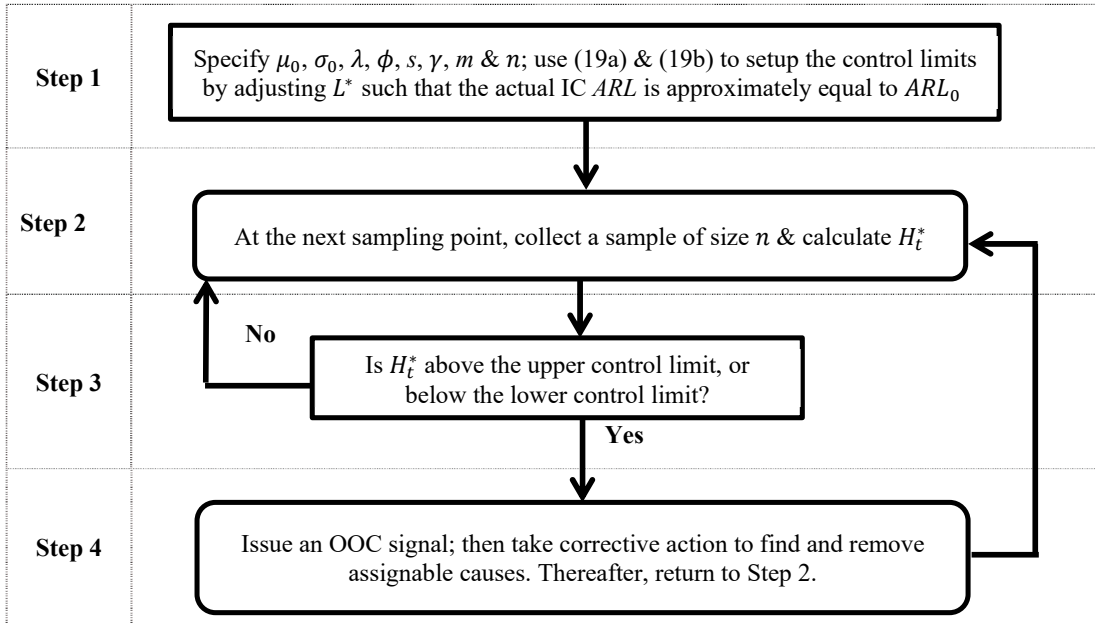 Step 1
Specify μ₀, σ₀, λ, ϕ, s, γ, m & n; use (19a) & (19b) to setup the control limits
by adjusting L* such that the actual IC ARL is approximately equal to ARL₀
Step 2
At the next sampling point, collect a sample of size n & calculate Hₜ*
No
Step 3
Is Hₜ* above the upper control limit, or
below the lower control limit?
Yes
Step 4
Issue an OOC signal; then take corrective action to find and remove
assignable causes. Thereafter, return to Step 2.